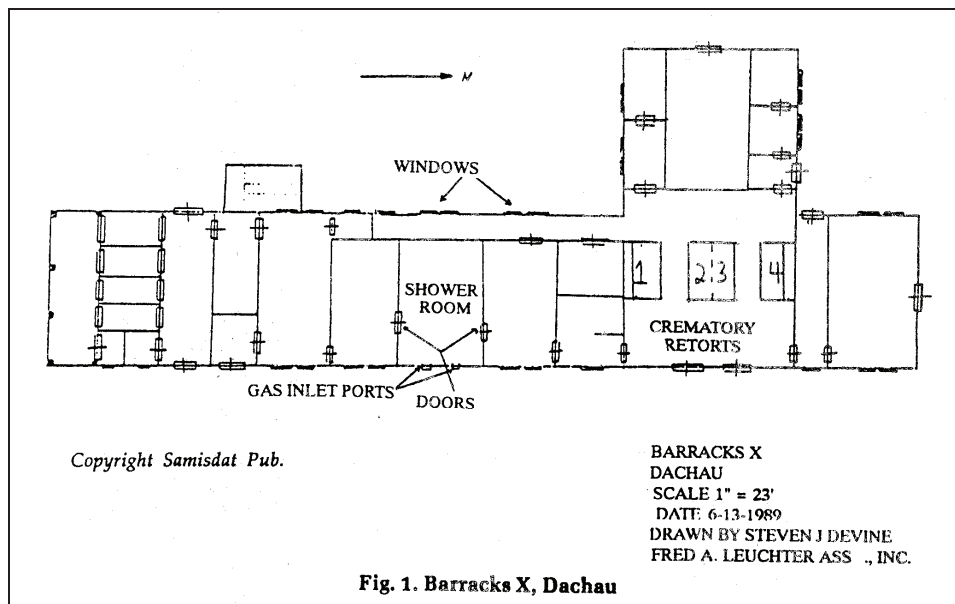 N
WINDOWS
SHOWER
ROOM
1
2 3
4
CREMATORY
RETORTS
GAS INLET PORTS
DOORS
Copyright Samisdat Pub.
BARRACKS X
DACHAU
SCALE 1" = 23'
DATE 6-13-1989
DRAWN BY STEVEN J DEVINE
FRED A. LEUCHTER ASS ., INC.
Fig. 1. Barracks X, Dachau